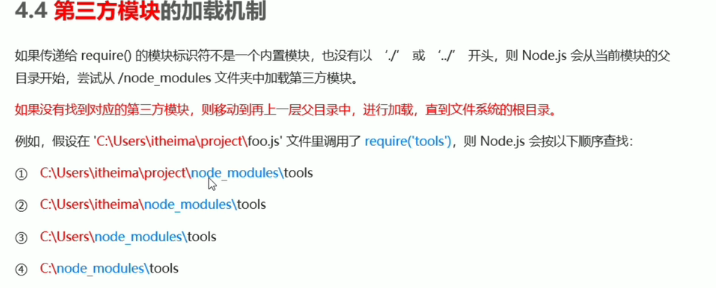 4.4 第三方模块的加载机制
如果传递给 require() 的模块标识符不是一个内置模块，也没有以 ‘./’ 或 ‘../’ 开头，则 Node.js 会从当前模块的父
目录开始，尝试从 /node_modules 文件夹中加载第三方模块。
如果没有找到对应的第三方模块，则移动到再上一层父目录中，进行加载，直到文件系统的根目录。
例如，假设在 'C:\Users\itheima\project\foo.js' 文件里调用了 require('tools')，则 Node.js 会按以下顺序查找：
① C:\Users\itheima\project\node_modules\tools
② C:\Users\itheima\node_modules\tools
③ C:\Users\node_modules\tools
④ C:\node_modules\tools